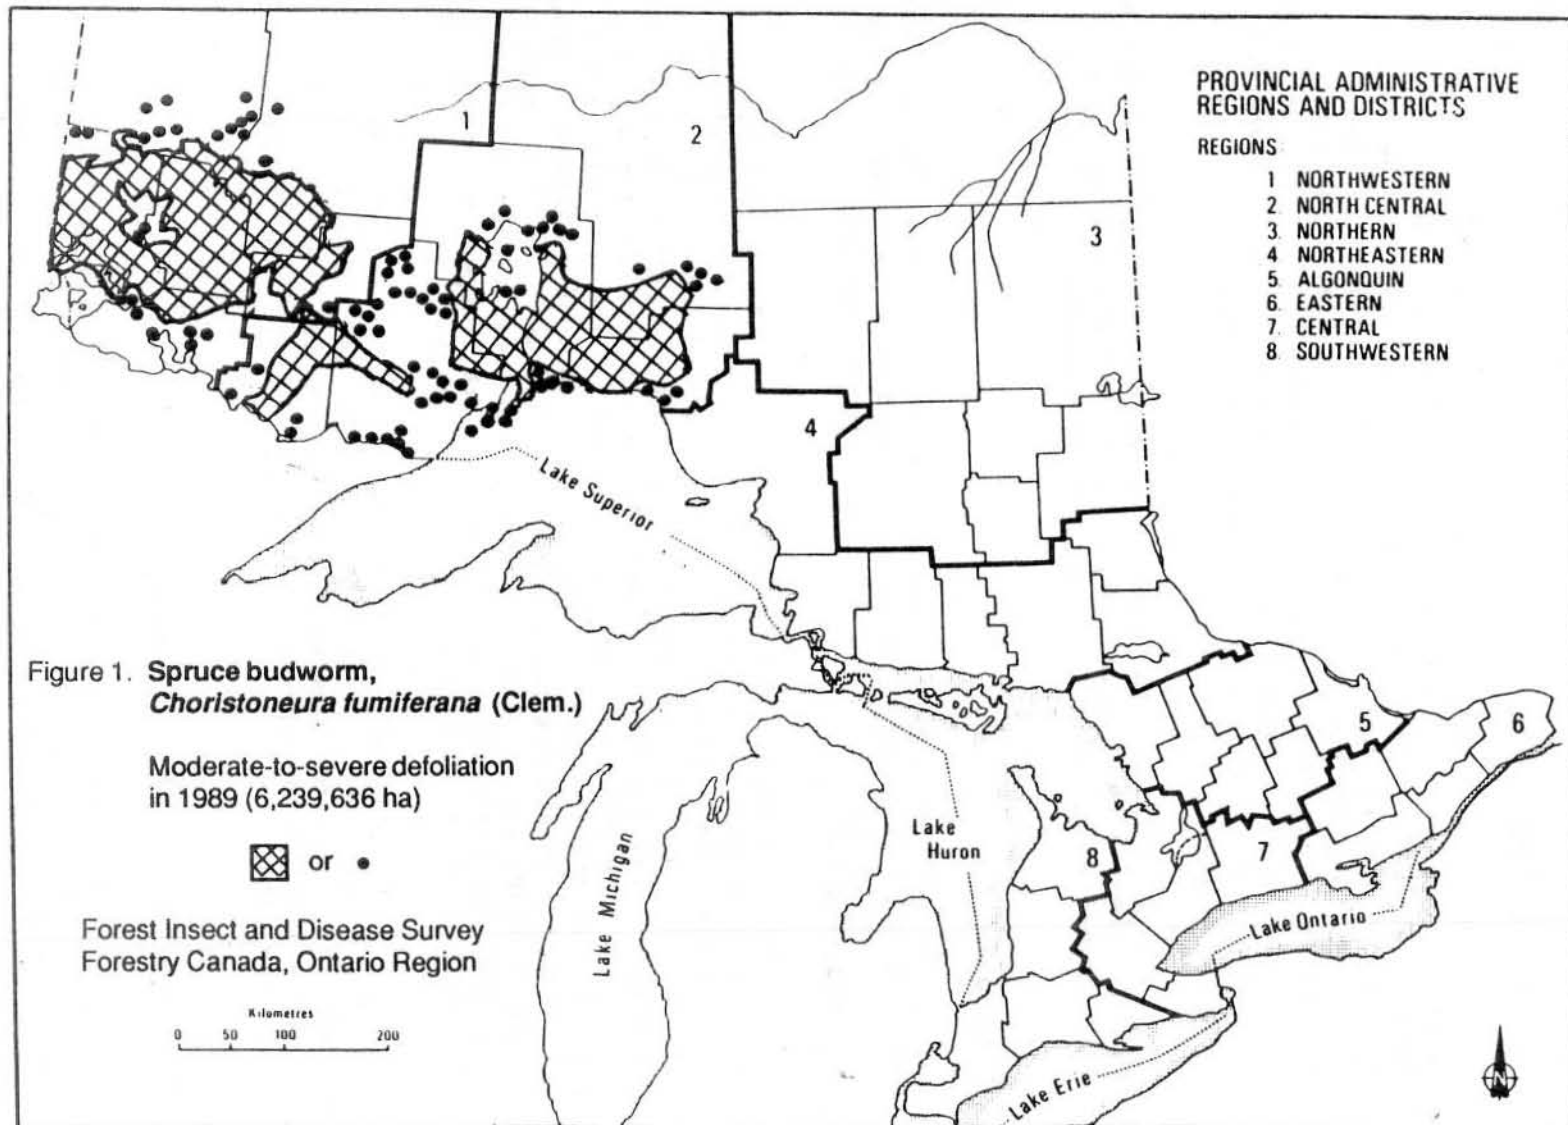 PROVINCIAL ADMINISTRATIVE
REGIONS AND DISTRICTS
REGIONS
1 NORTHWESTERN
2 NORTH CENTRAL
3 NORTHERN
4 NORTHEASTERN
5 ALGONQUIN
6 EASTERN
7 CENTRAL
8 SOUTHWESTERN
1
2
3
4
5
6
7
8
Lake Superior
Lake Michigan
Lake
Huron
Lake Ontario
Lake Erie
Figure 1. Spruce budworm,
Choristoneura fumiferana (Clem.)
Moderate-to-severe defoliation
in 1989 (6,239,636 ha)
or
Forest Insect and Disease Survey
Forestry Canada, Ontario Region
Kilometres
0 50 100 200
N